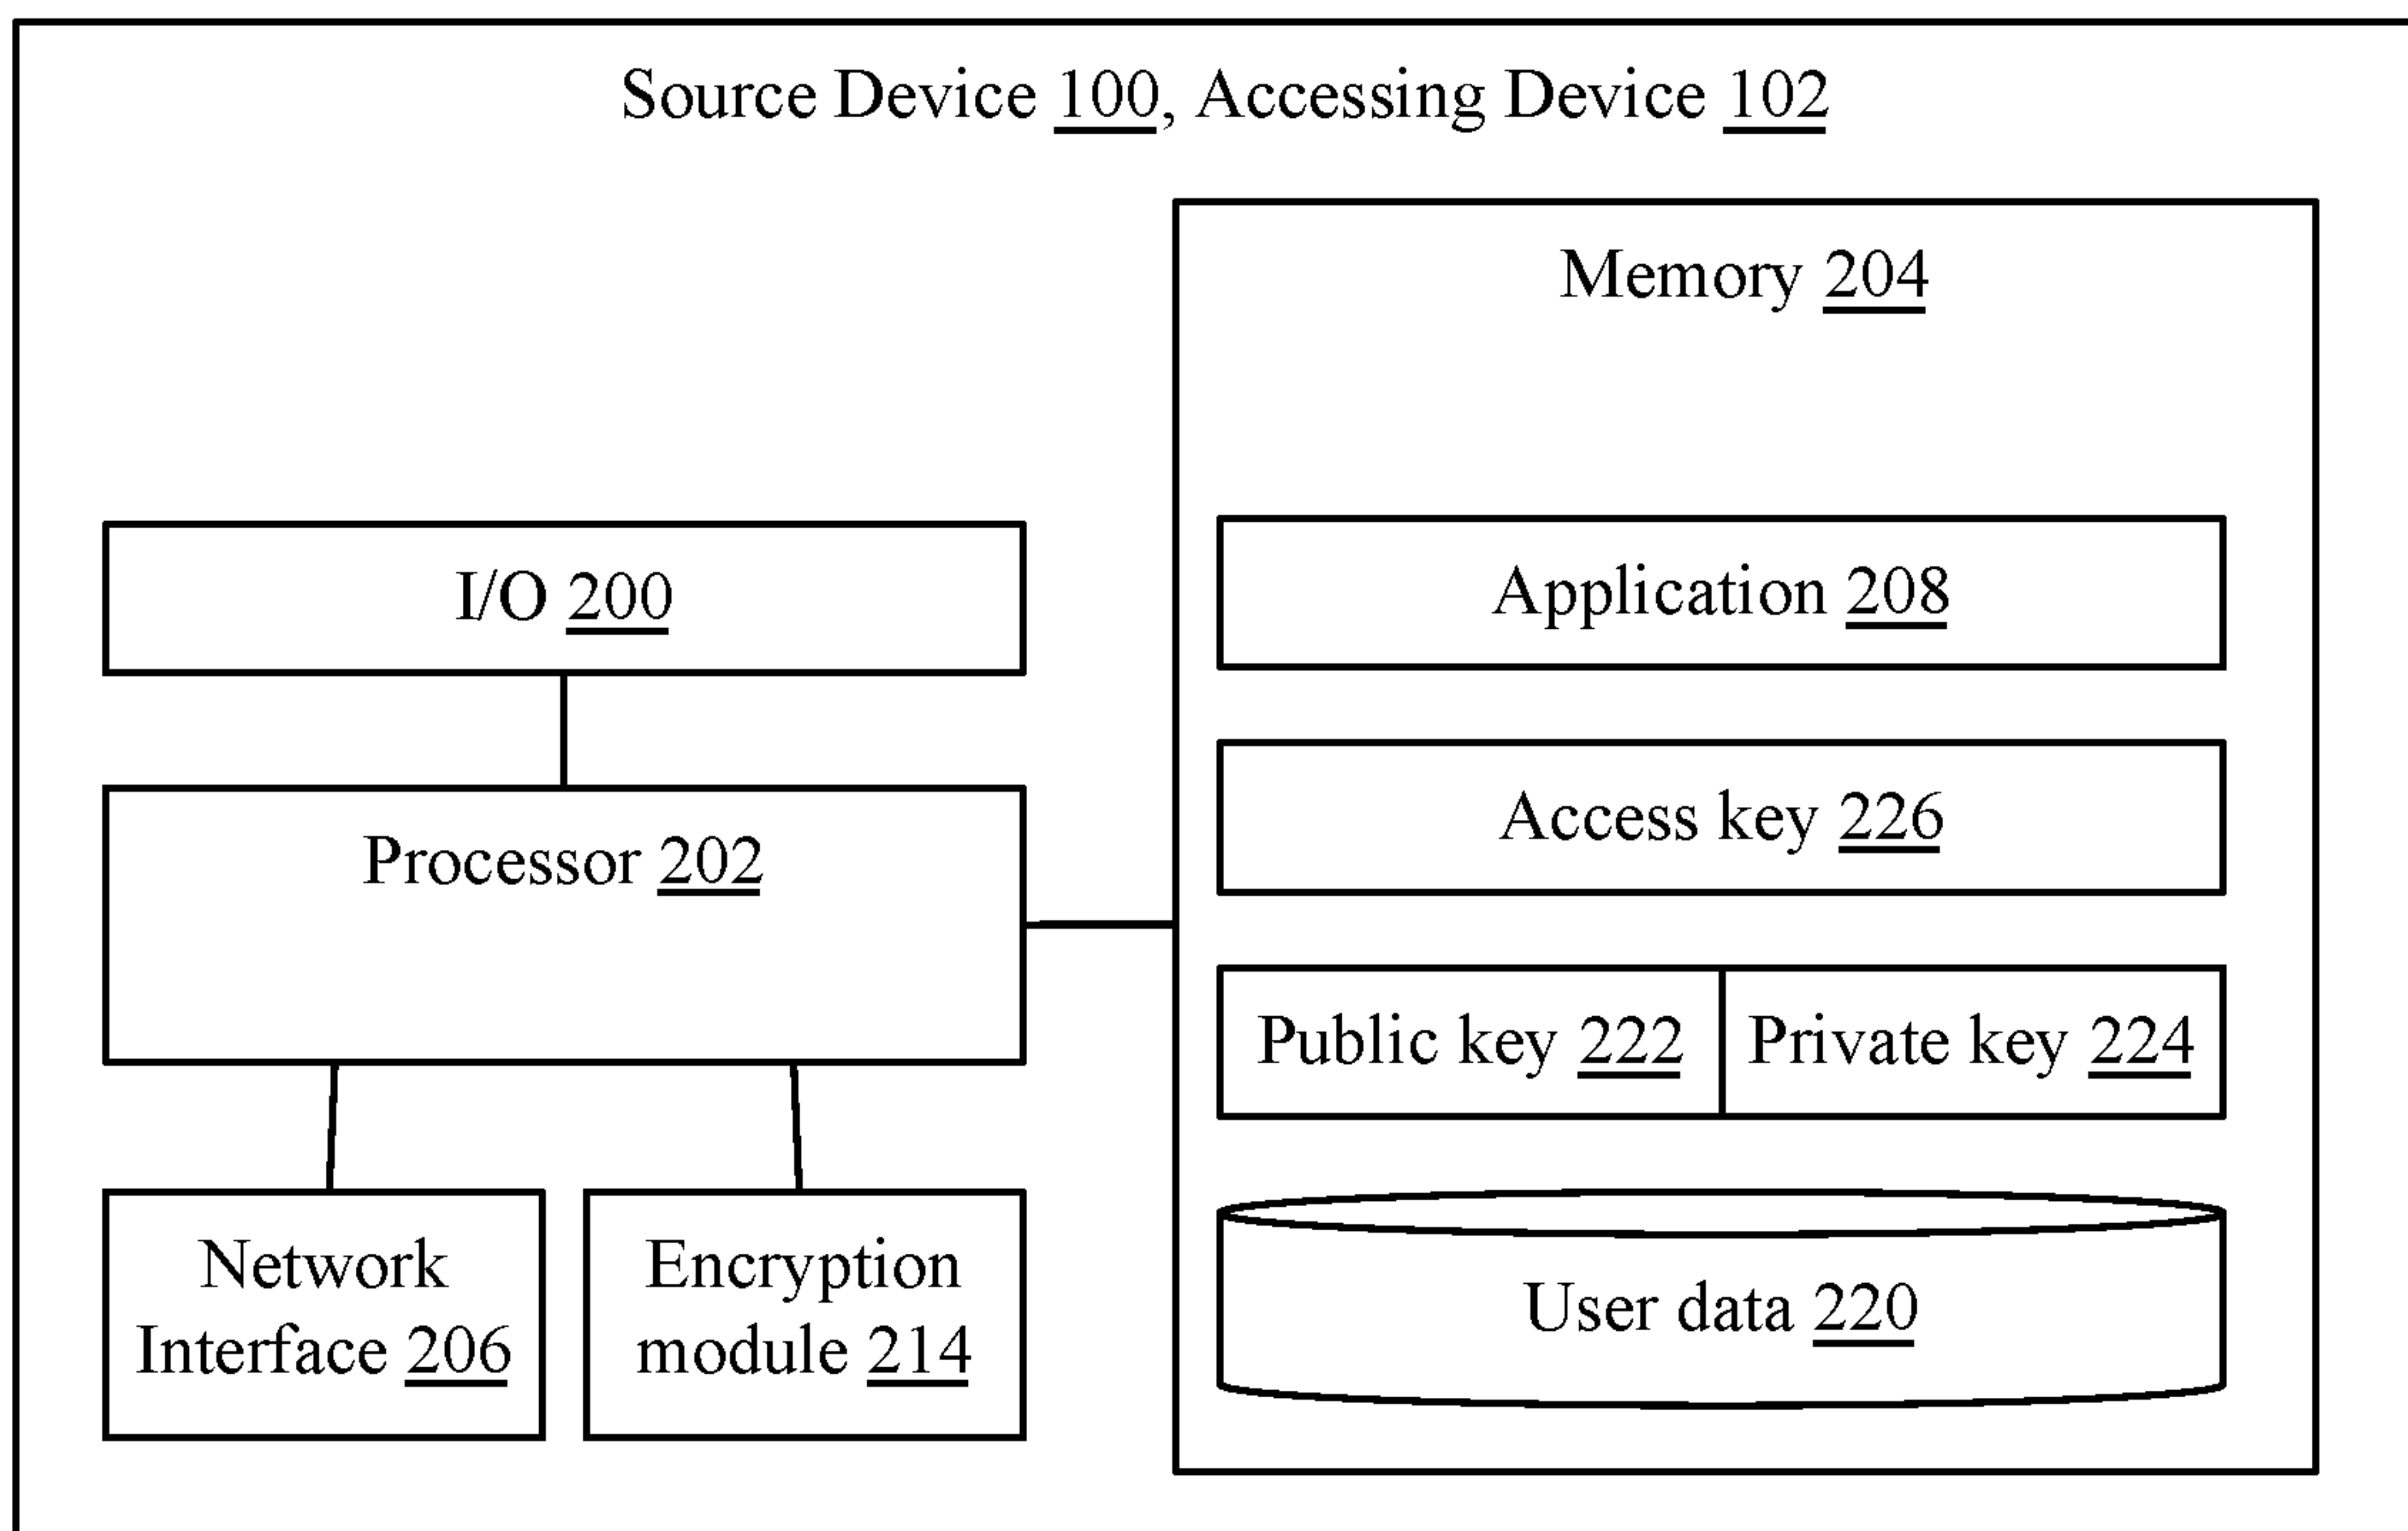 Source Device 100, Accessing Device 102
Memory 204
I/O 200
Processor 202
Network
Interface 206
Encryption
module 214
Application 208
Access key 226
Public key 222
Private key 224
User data 220